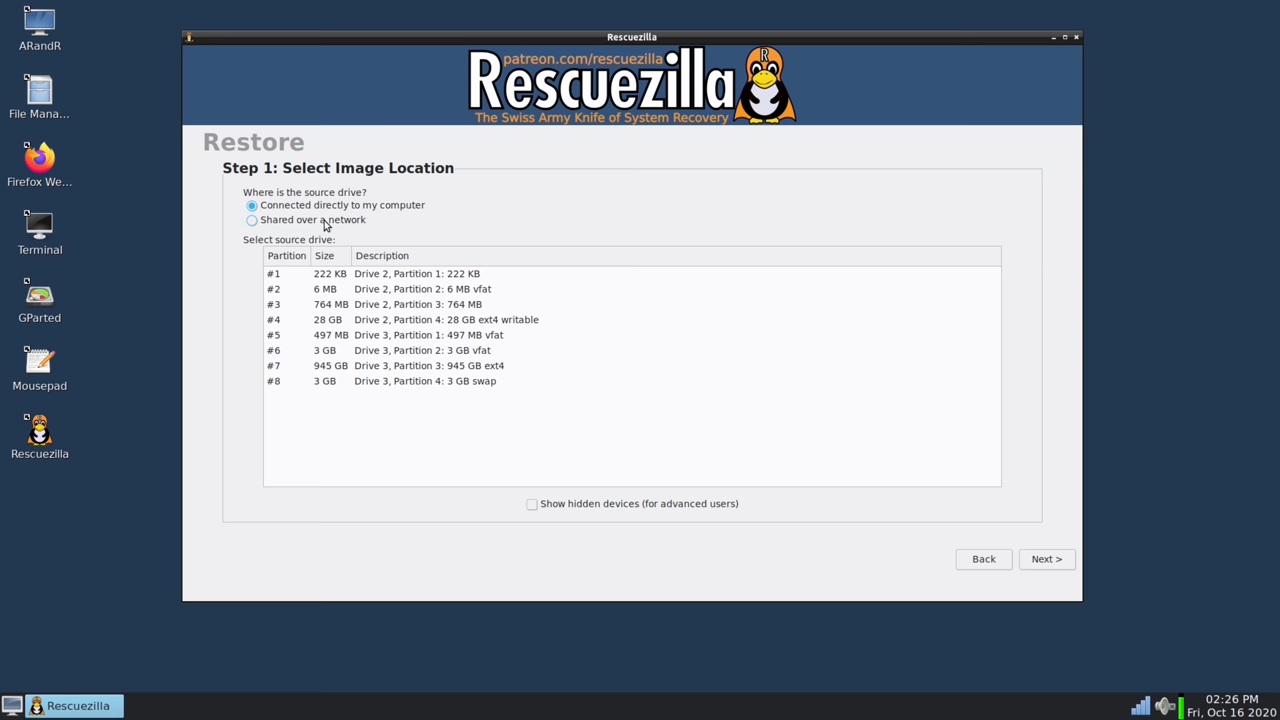 ARandR
File Mana...
Firefox We...
Terminal
GParted
Mousepad
Rescuezilla
Rescuezilla
patreon.com/rescuezilla
Rescuezilla
R
The Swiss Army Knife of System Recovery
Restore
Step 1: Select Image Location
Where is the source drive?
Connected directly to my computer
Shared over a network
Select source drive:
Partition Size Description
#1 222 KB Drive 2, Partition 1: 222 KB
#2 6 MB Drive 2, Partition 2: 6 MB vfat
#3 764 MB Drive 2, Partition 3: 764 MB
#4 28 GB Drive 2, Partition 4: 28 GB ext4 writable
#5 497 MB Drive 3, Partition 1: 497 MB vfat
#6 3 GB Drive 3, Partition 2: 3 GB vfat
#7 945 GB Drive 3, Partition 3: 945 GB ext4
#8 3 GB Drive 3, Partition 4: 3 GB swap
Show hidden devices (for advanced users)
Back Next >
Rescuezilla
02:26 PM
Fri, Oct 16 2020